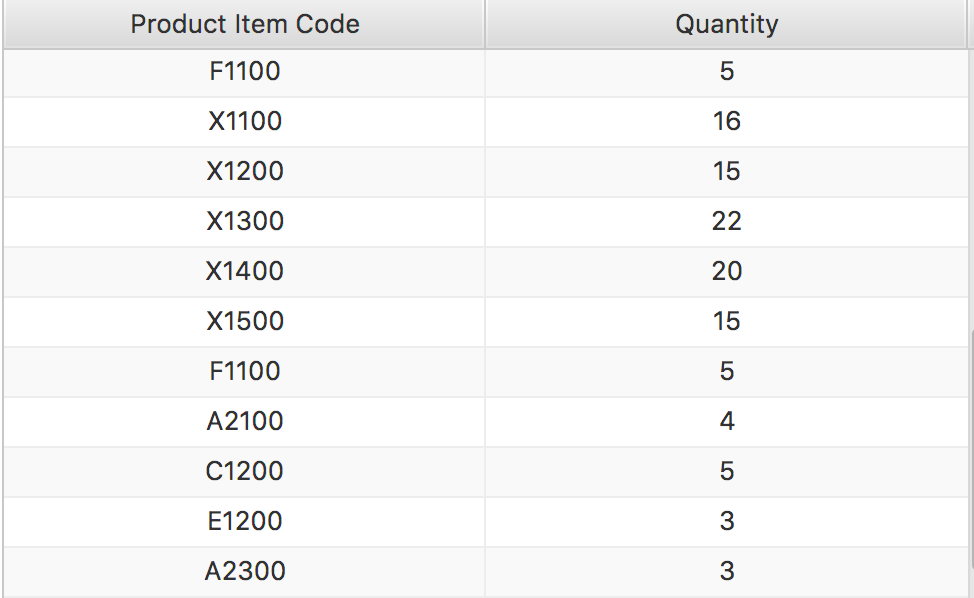 Product Item Code Quantity
F1100 5
X1100 16
X1200 15
X1300 22
X1400 20
X1500 15
F1100 5
A2100 4
C1200 5
E1200 3
A2300 3